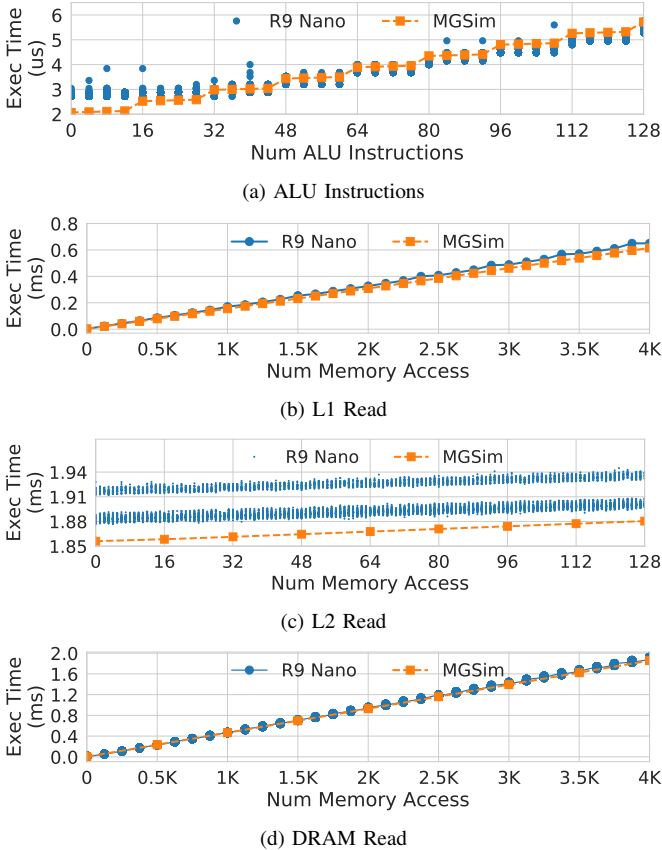 R9 Nano MGSim
Exec Time
(us)
6
5
4
3
2
0 16 32 48 64 80 96 112 128
Num ALU Instructions
(a) ALU Instructions
R9 Nano MGSim
Exec Time
(ms)
0.8
0.6
0.4
0.2
0.0
0 0.5K 1K 1.5K 2K 2.5K 3K 3.5K 4K
Num Memory Access
(b) L1 Read
R9 Nano MGSim
Exec Time
(ms)
1.94
1.91
1.88
1.85
0 16 32 48 64 80 96 112 128
Num Memory Access
(c) L2 Read
R9 Nano MGSim
Exec Time
(ms)
2.0
1.6
1.2
0.8
0.4
0.0
0 0.5K 1K 1.5K 2K 2.5K 3K 3.5K 4K
Num Memory Access
(d) DRAM Read